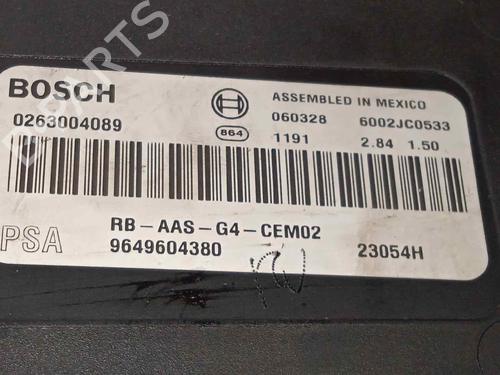 BOSCH
ASSEMBLED IN MEXICO
0263004089
864
060328 6002JC0533
1191 2.84 1.50
PSA
RB-AAS-G4-CEM02
9649604380
23054H